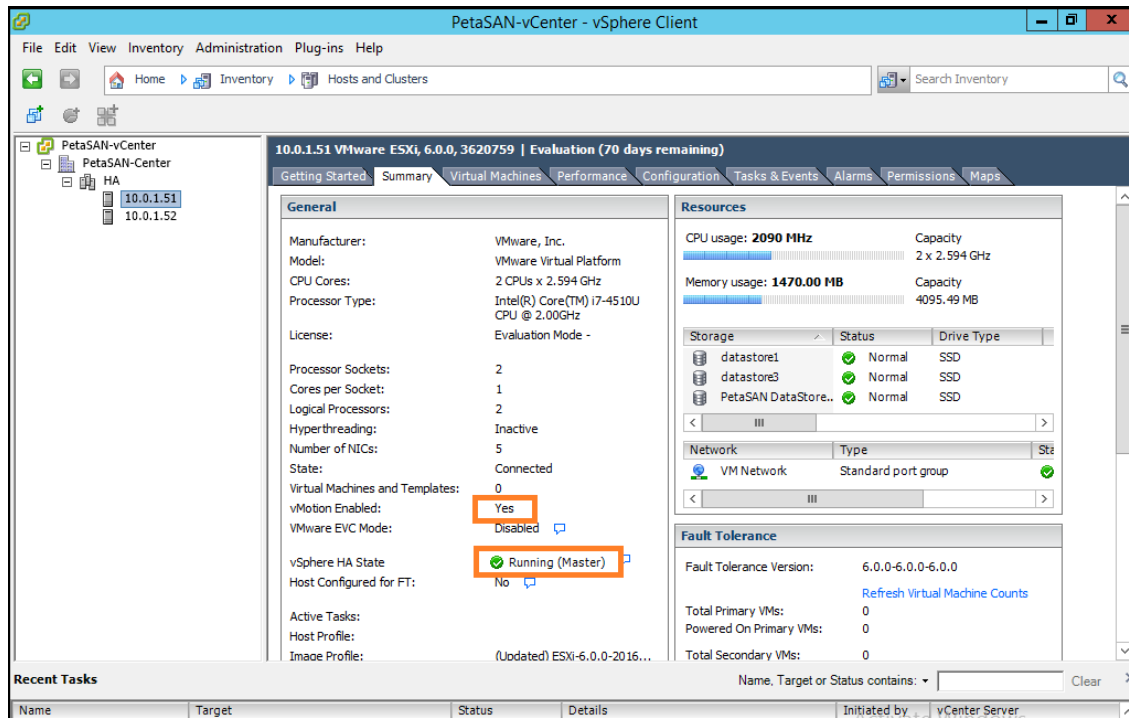 PetaSAN-vCenter - vSphere Client
File Edit View Inventory Administration Plug-ins Help
Home Inventory Hosts and Clusters Search Inventory
PetaSAN-vCenter
PetaSAN-Center
HA
10.0.1.51
10.0.1.52
10.0.1.51 VMware ESXi, 6.0.0, 3620759 | Evaluation (70 days remaining)
Getting Started Summary Virtual Machines Performance Configuration Tasks & Events Alarms Permissions Maps
General
Manufacturer: VMware, Inc.
Model: VMware Virtual Platform
CPU Cores: 2 CPUs x 2.594 GHz
Processor Type: Intel(R) Core(TM) i7-4510U
CPU @ 2.00GHz
License: Evaluation Mode -
Processor Sockets: 2
Cores per Socket: 1
Logical Processors: 2
Hyperthreading: Inactive
Number of NICs: 5
State: Connected
Virtual Machines and Templates: 0
vMotion Enabled: Yes
VMware EVC Mode: Disabled
vSphere HA State Running (Master)
Host Configured for FT: No
Active Tasks:
Host Profile:
Image Profile: (Updated) ESXi-6.0.0-2016...
Resources
CPU usage: 2090 MHz Capacity
2 x 2.594 GHz
Memory usage: 1470.00 MB Capacity
4095.49 MB
Storage Status Drive Type
datastore1 Normal SSD
datastore3 Normal SSD
PetaSAN DataStore.. Normal SSD
Network Type Sta
VM Network Standard port group
Fault Tolerance
Fault Tolerance Version: 6.0.0-6.0.0-6.0.0
Refresh Virtual Machine Counts
Total Primary VMs: 0
Powered On Primary VMs: 0
Total Secondary VMs: 0
Recent Tasks Name, Target or Status contains: Clear
Name Target Status Details Initiated by vCenter Server